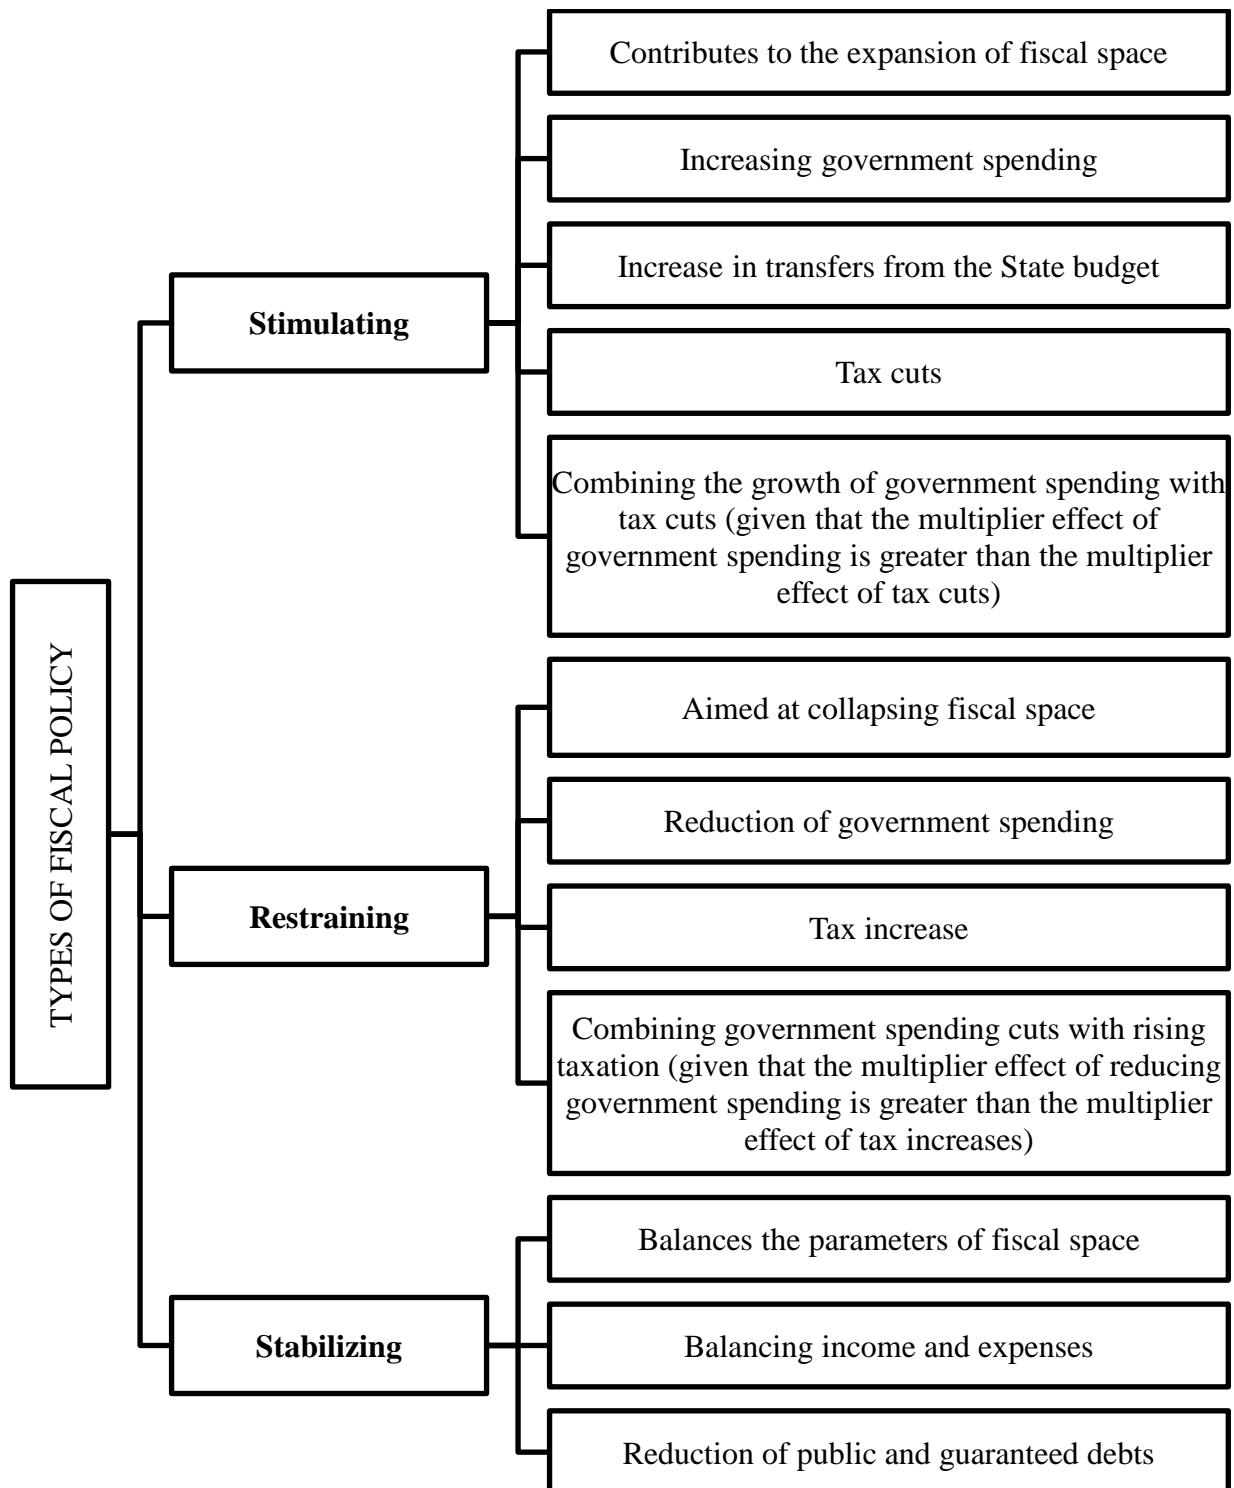 TYPES OF FISCAL POLICY
Stimulating
Contributes to the expansion of fiscal space
Increasing government spending
Increase in transfers from the State budget
Tax cuts
Combining the growth of government spending with
tax cuts (given that the multiplier effect of
government spending is greater than the multiplier
effect of tax cuts)
Restraining
Aimed at collapsing fiscal space
Reduction of government spending
Tax increase
Combining government spending cuts with rising
taxation (given that the multiplier effect of reducing
government spending is greater than the multiplier
effect of tax increases)
Stabilizing
Balances the parameters of fiscal space
Balancing income and expenses
Reduction of public and guaranteed debts